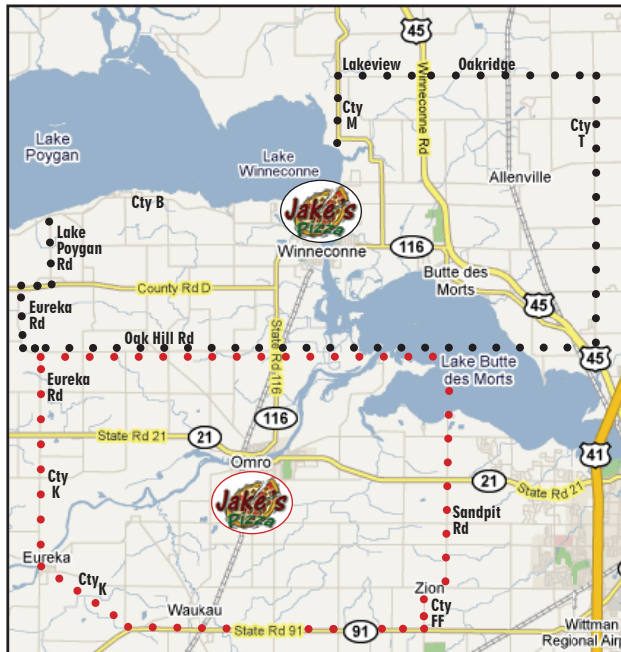 45
Lakeview
Oakridge
Winneconne Rd
Cty
M
Cty
T
Lake
Poygan
Lake
Winneconne
Allenville
Cty B
Jake's
Pizza
Lake
Poygan
Rd
Winneconne
116
Butte des
Morts
County Rd D
45
Eureka
Rd
State Rd 116
Oak Hill Rd
45
Eureka
Rd
Lake Butte
des Morts
116
State Rd 21
21
41
Omro
21
State Rd 21
Cty
K
Jake's
Pizza
Sandpit
Rd
Eureka
Cty K
Zion
Waukau
Cty
FF
State Rd 91
91
Wittman
Regional Airp